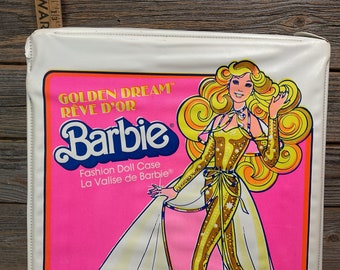 GOLDEN DREAM
RÊVE D'OR
Barbie
Fashion Doll Case
La Valise de Barbie®